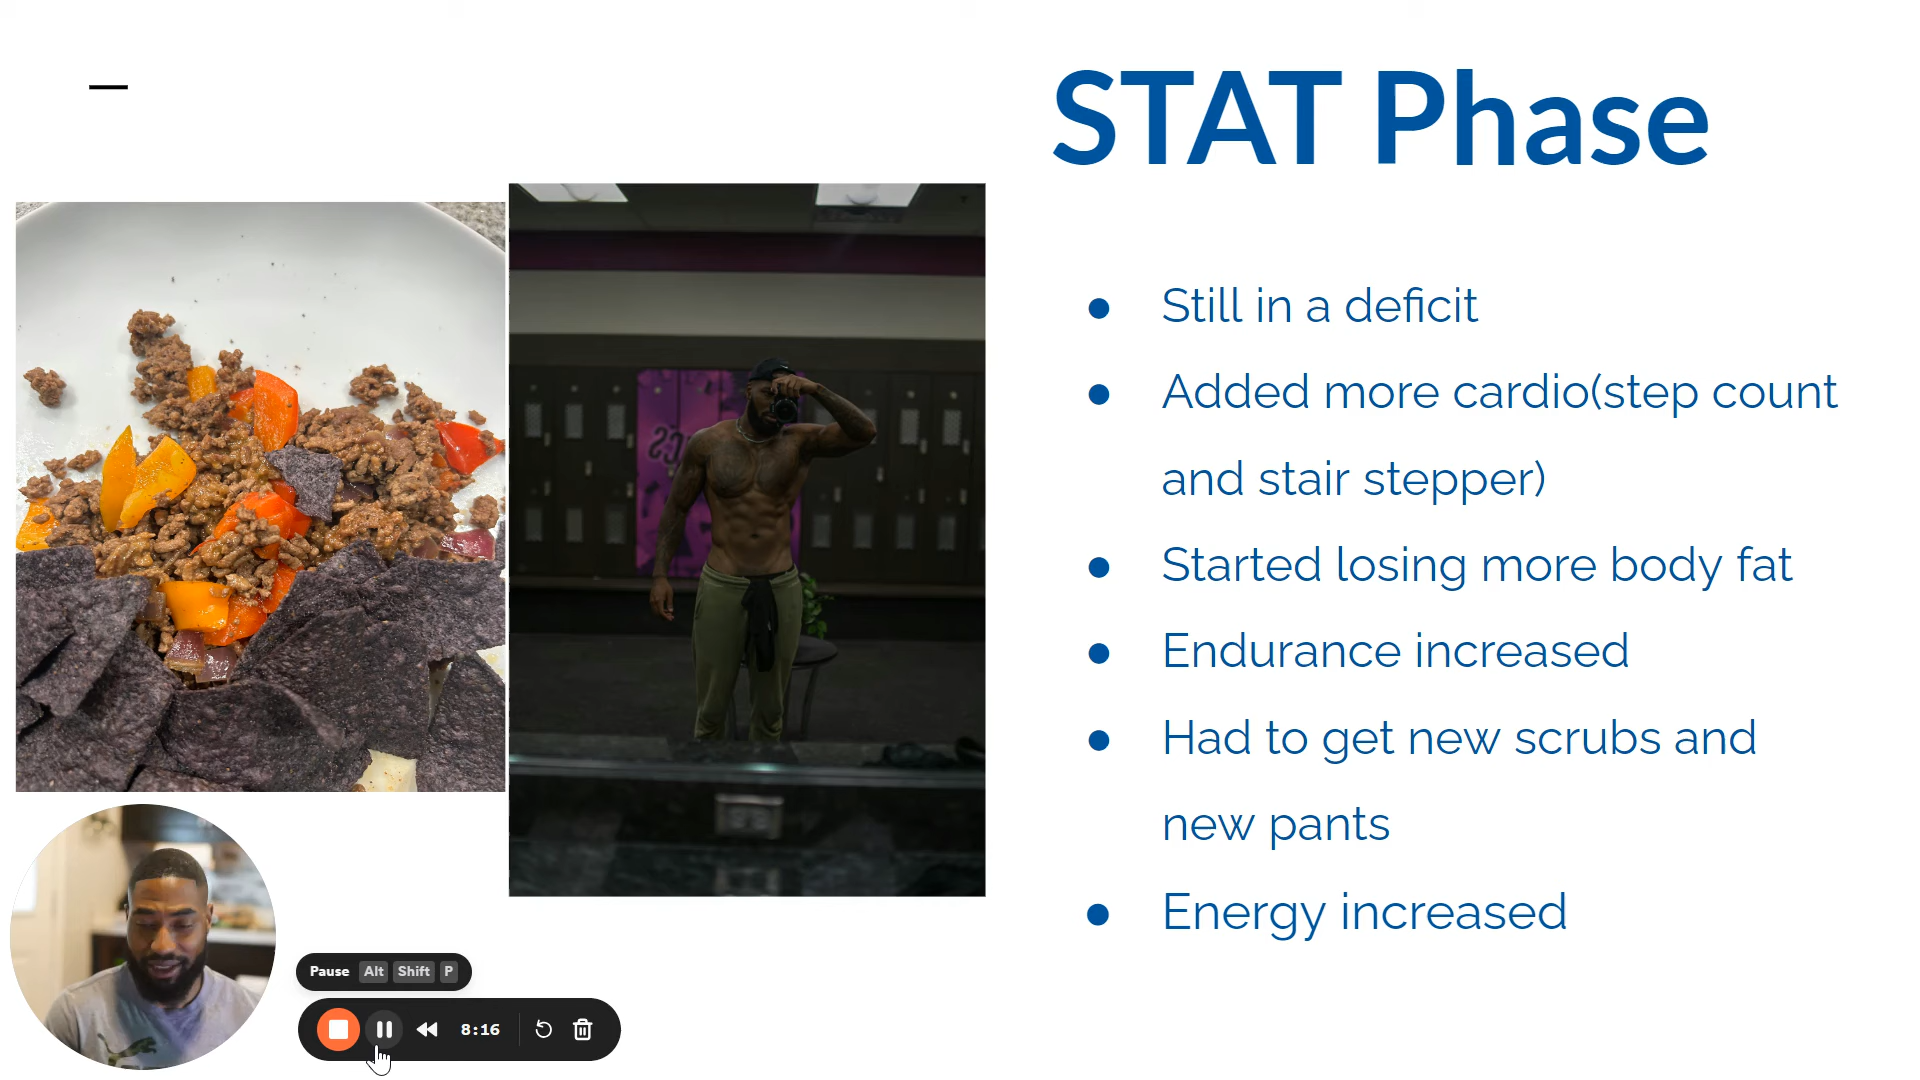 STAT Phase
● Still in a deficit
● Added more cardio(step count
and stair stepper)
● Started losing more body fat
● Endurance increased
● Had to get new scrubs and
new pants
● Energy increased
Pause Alt Shift P
8:16